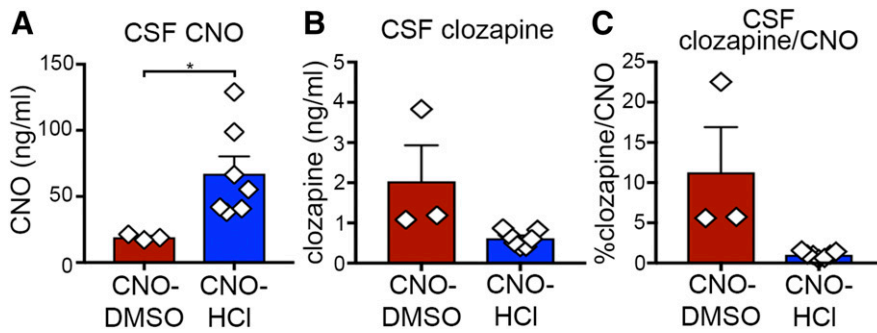 A
CSF CNO
CNO (ng/ml)
150
100
50
0
*
CNO-
DMSO
CNO-
HCl
B
CSF clozapine
clozapine (ng/ml)
5
4
3
2
1
0
CNO-
DMSO
CNO-
HCl
C
CSF
clozapine/CNO
%clozapine/CNO
25
20
15
10
5
0
CNO-
DMSO
CNO-
HCl